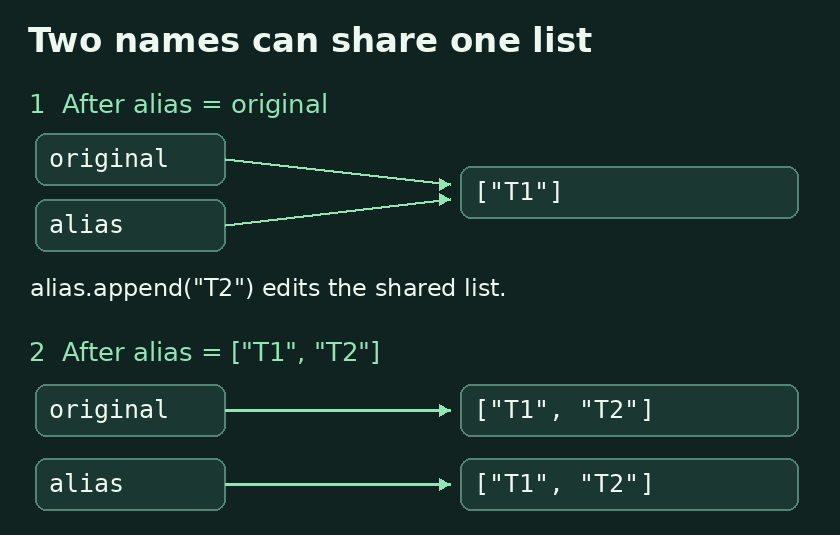 Two names can share one list
1  After alias = original
original
["T1"]
alias
alias.append("T2") edits the shared list.
2  After alias = ["T1", "T2"]
original
["T1", "T2"]
alias
["T1", "T2"]